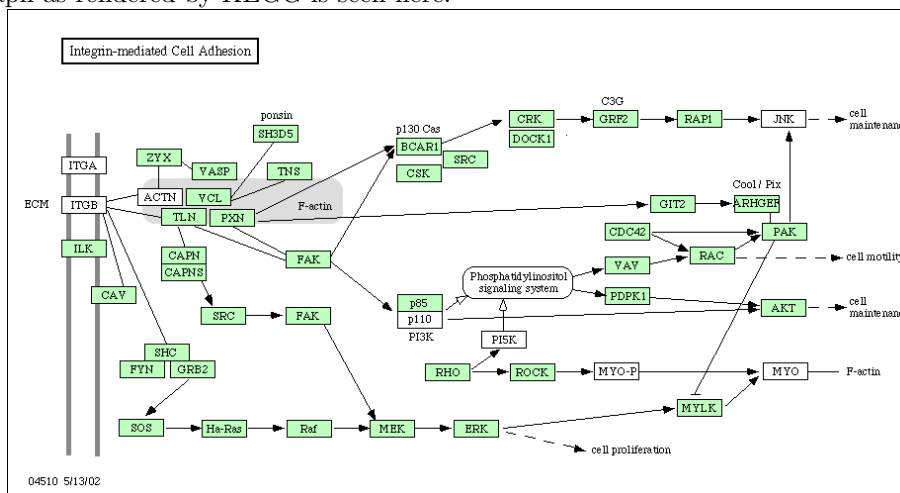 aph as rendered by KEGG is seen here.
Integrin-mediated Cell Adhesion
C3G
ponsin
CRK
GRF2
RAP1
JNK
cell
maintenance
p130 Cas
SH3D5
DOCK1
BCAR1
ZYX
SRC
ITGA
VASP
TNS
CSK
Cool / Pix
ACTN
VCL
ECM
ITGB
F-actin
GIT2
ARHGEF
TLN
PXN
CDC42
PAK
ILK
CAPN
FAK
RAC
cell motility
CAPNS
Phosphatidylinositol
signaling system
VAV
CAV
p85
PDPK1
AKT
cell
maintenance
SRC
FAK
p110
PI3K
PI5K
SHC
FYN
GRB2
RHO
ROCK
MYO-P
MYO
F-actin
MYLK
SOS
Ha-Ras
Raf
MEK
ERK
cell proliferation
04510 5/13/02